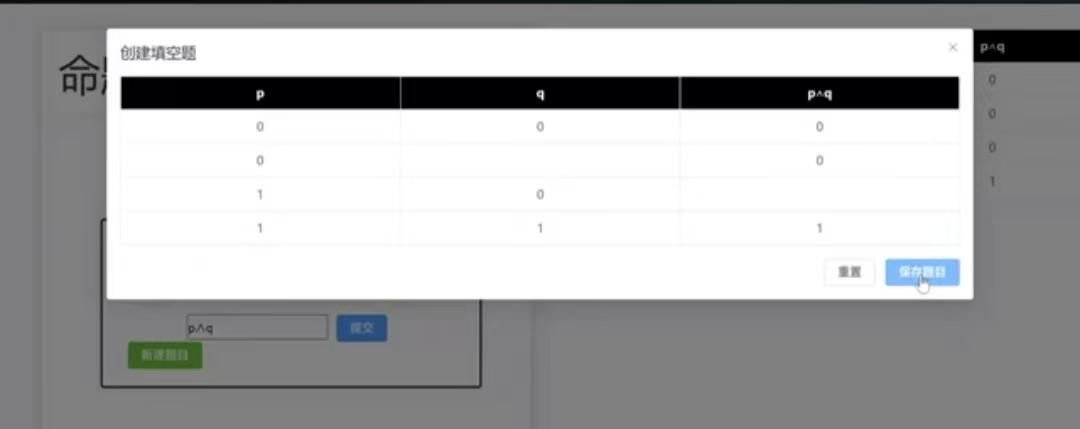 创建填空题
×
p q p^q
0 0 0
0 0
1 0
1 1 1
重置 保存题目
命
p^q
0
0
0
1
p∧q 提交
新建题目